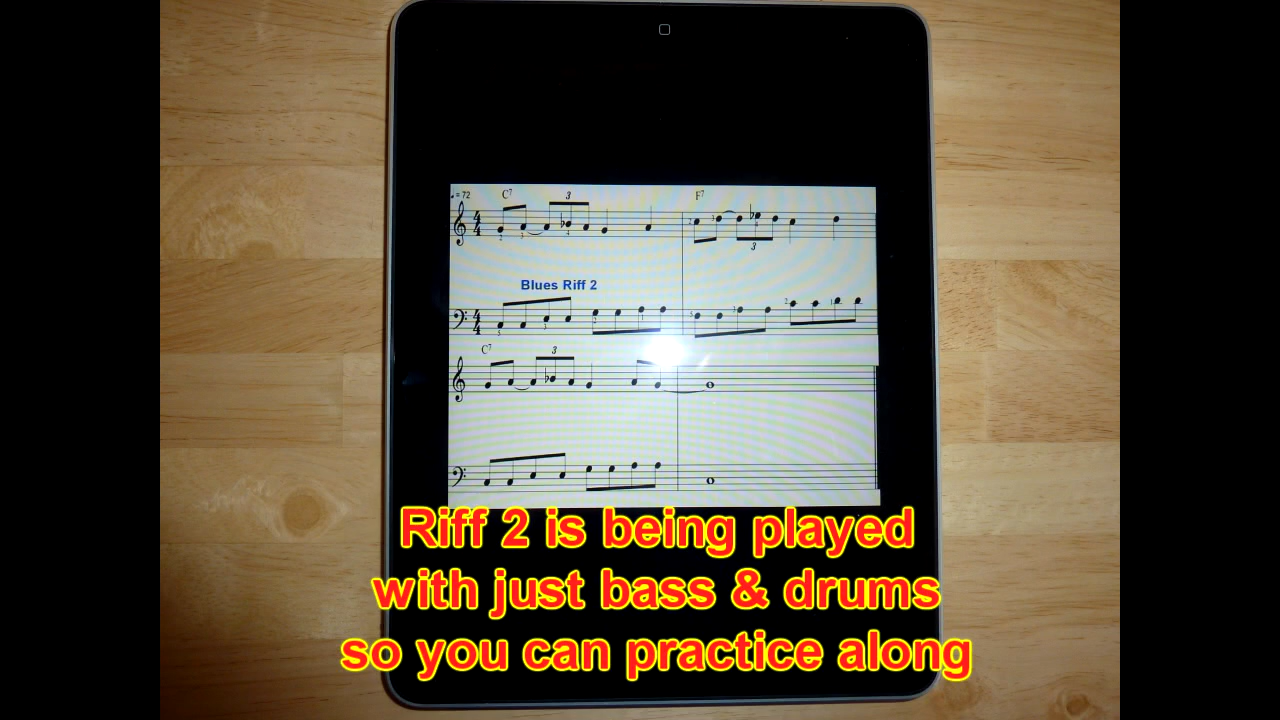 ♩ = 72 C7 3 F7
3
Blues Riff 2
C7 3
Riff 2 is being played
with just bass & drums
so you can practice along